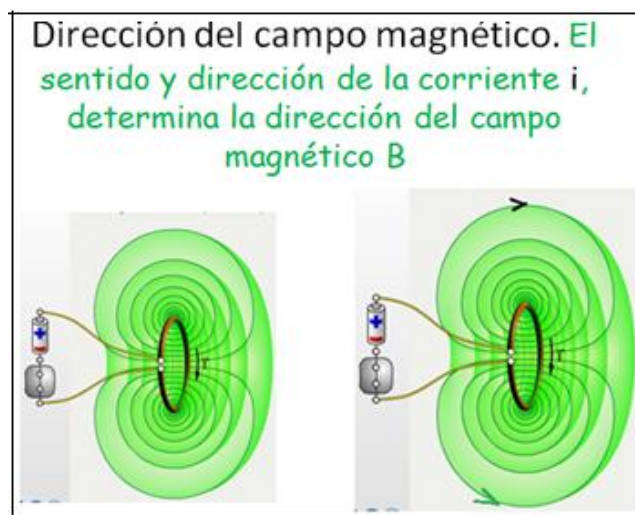 Dirección del campo magnético. El
sentido y dirección de la corriente i,
determina la dirección del campo
magnético B
+
r
+
r